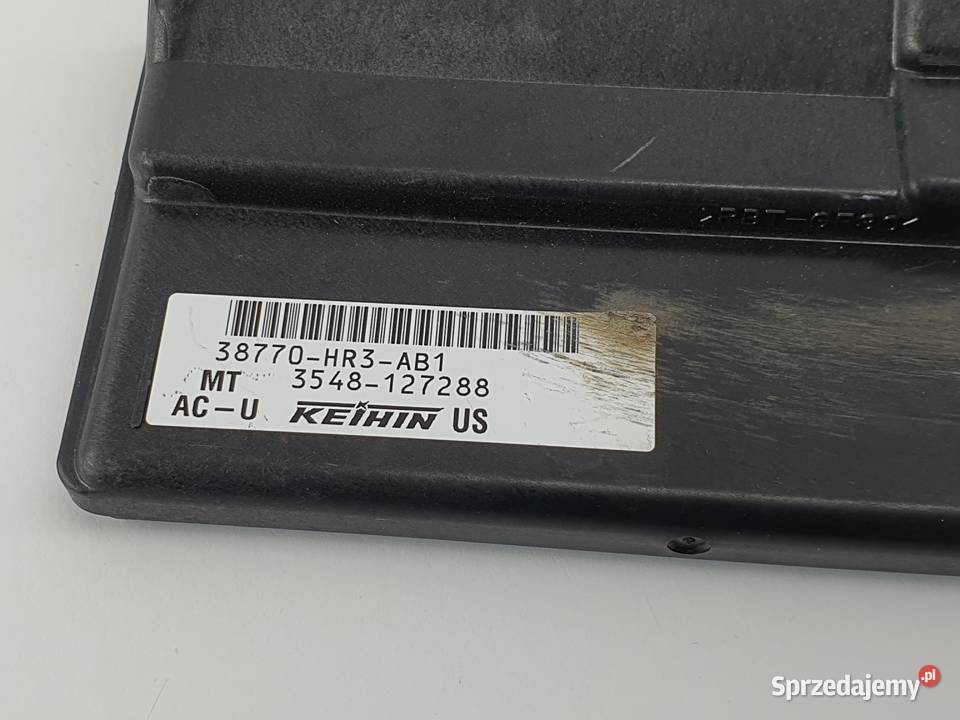 38770-HR3-AB1
MT 3548-127288
AC-U KEIHIN US
Sprzedajemy.pl